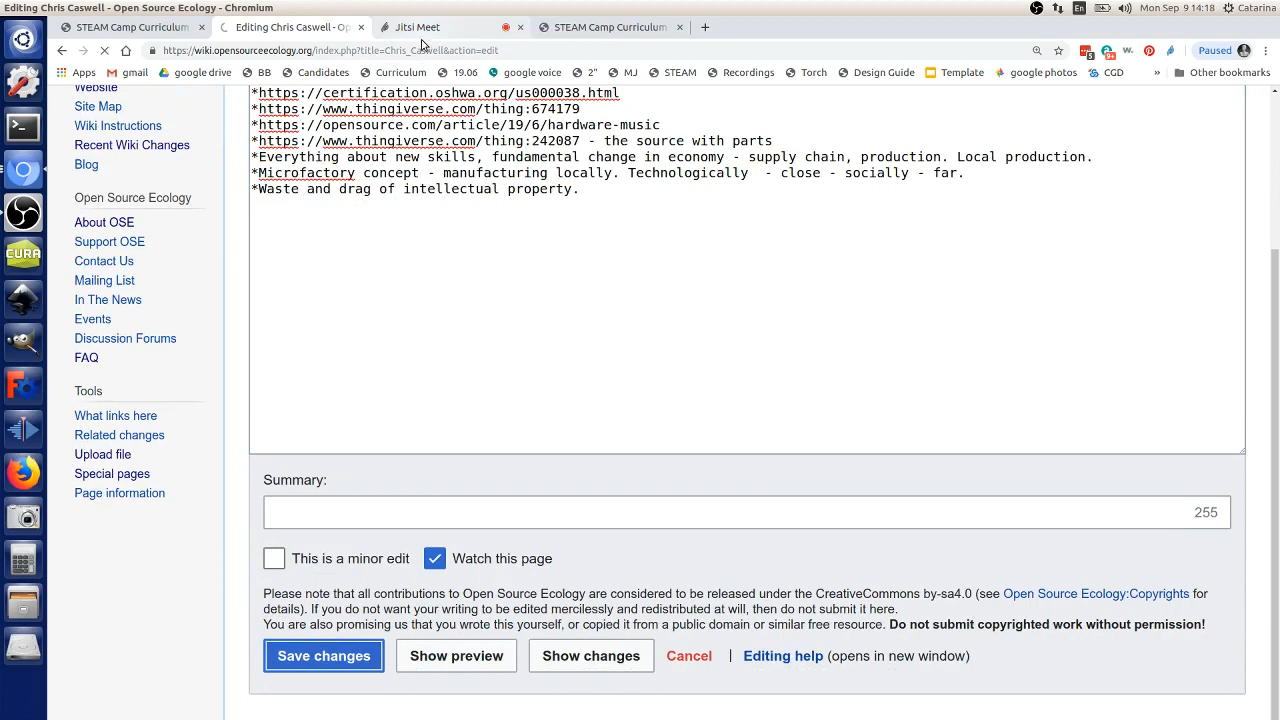 Editing Chris Caswell - Open Source Ecology - Chromium
En
Mon Sep 9 14:18
Catarina
STEAM Camp Curriculum
Editing Chris Caswell - Op
Jitsi Meet
STEAM Camp Curriculum
https://wiki.opensourceecology.org/index.php?title=Chris_Caswell&action=edit
5
9+
W
Paused
Apps
gmail
google drive
BB
Candidates
Curriculum
19.06
google voice
2"
MJ
STEAM
Recordings
Torch
Design Guide
Template
google photos
CGD
»
Other bookmarks
Website
Site Map
Wiki Instructions
Recent Wiki Changes
Blog
Open Source Ecology
About OSE
Support OSE
Contact Us
Mailing List
In The News
Events
Discussion Forums
FAQ
Tools
What links here
Related changes
Upload file
Special pages
Page information
CURA
*https://certification.oshwa.org/us000038.html
*https://www.thingiverse.com/thing:674179
*https://opensource.com/article/19/6/hardware-music
*https://www.thingiverse.com/thing:242087 - the source with parts
*Everything about new skills, fundamental change in economy - supply chain, production. Local production.
*Microfactory concept - manufacturing locally. Technologically  - close - socially - far.
*Waste and drag of intellectual property.
Summary:
255
This is a minor edit
Watch this page
Please note that all contributions to Open Source Ecology are considered to be released under the CreativeCommons by-sa4.0 (see Open Source Ecology:Copyrights for
details). If you do not want your writing to be edited mercilessly and redistributed at will, then do not submit it here.
You are also promising us that you wrote this yourself, or copied it from a public domain or similar free resource. Do not submit copyrighted work without permission!
Save changes
Show preview
Show changes
Cancel
|
Editing help (opens in new window)